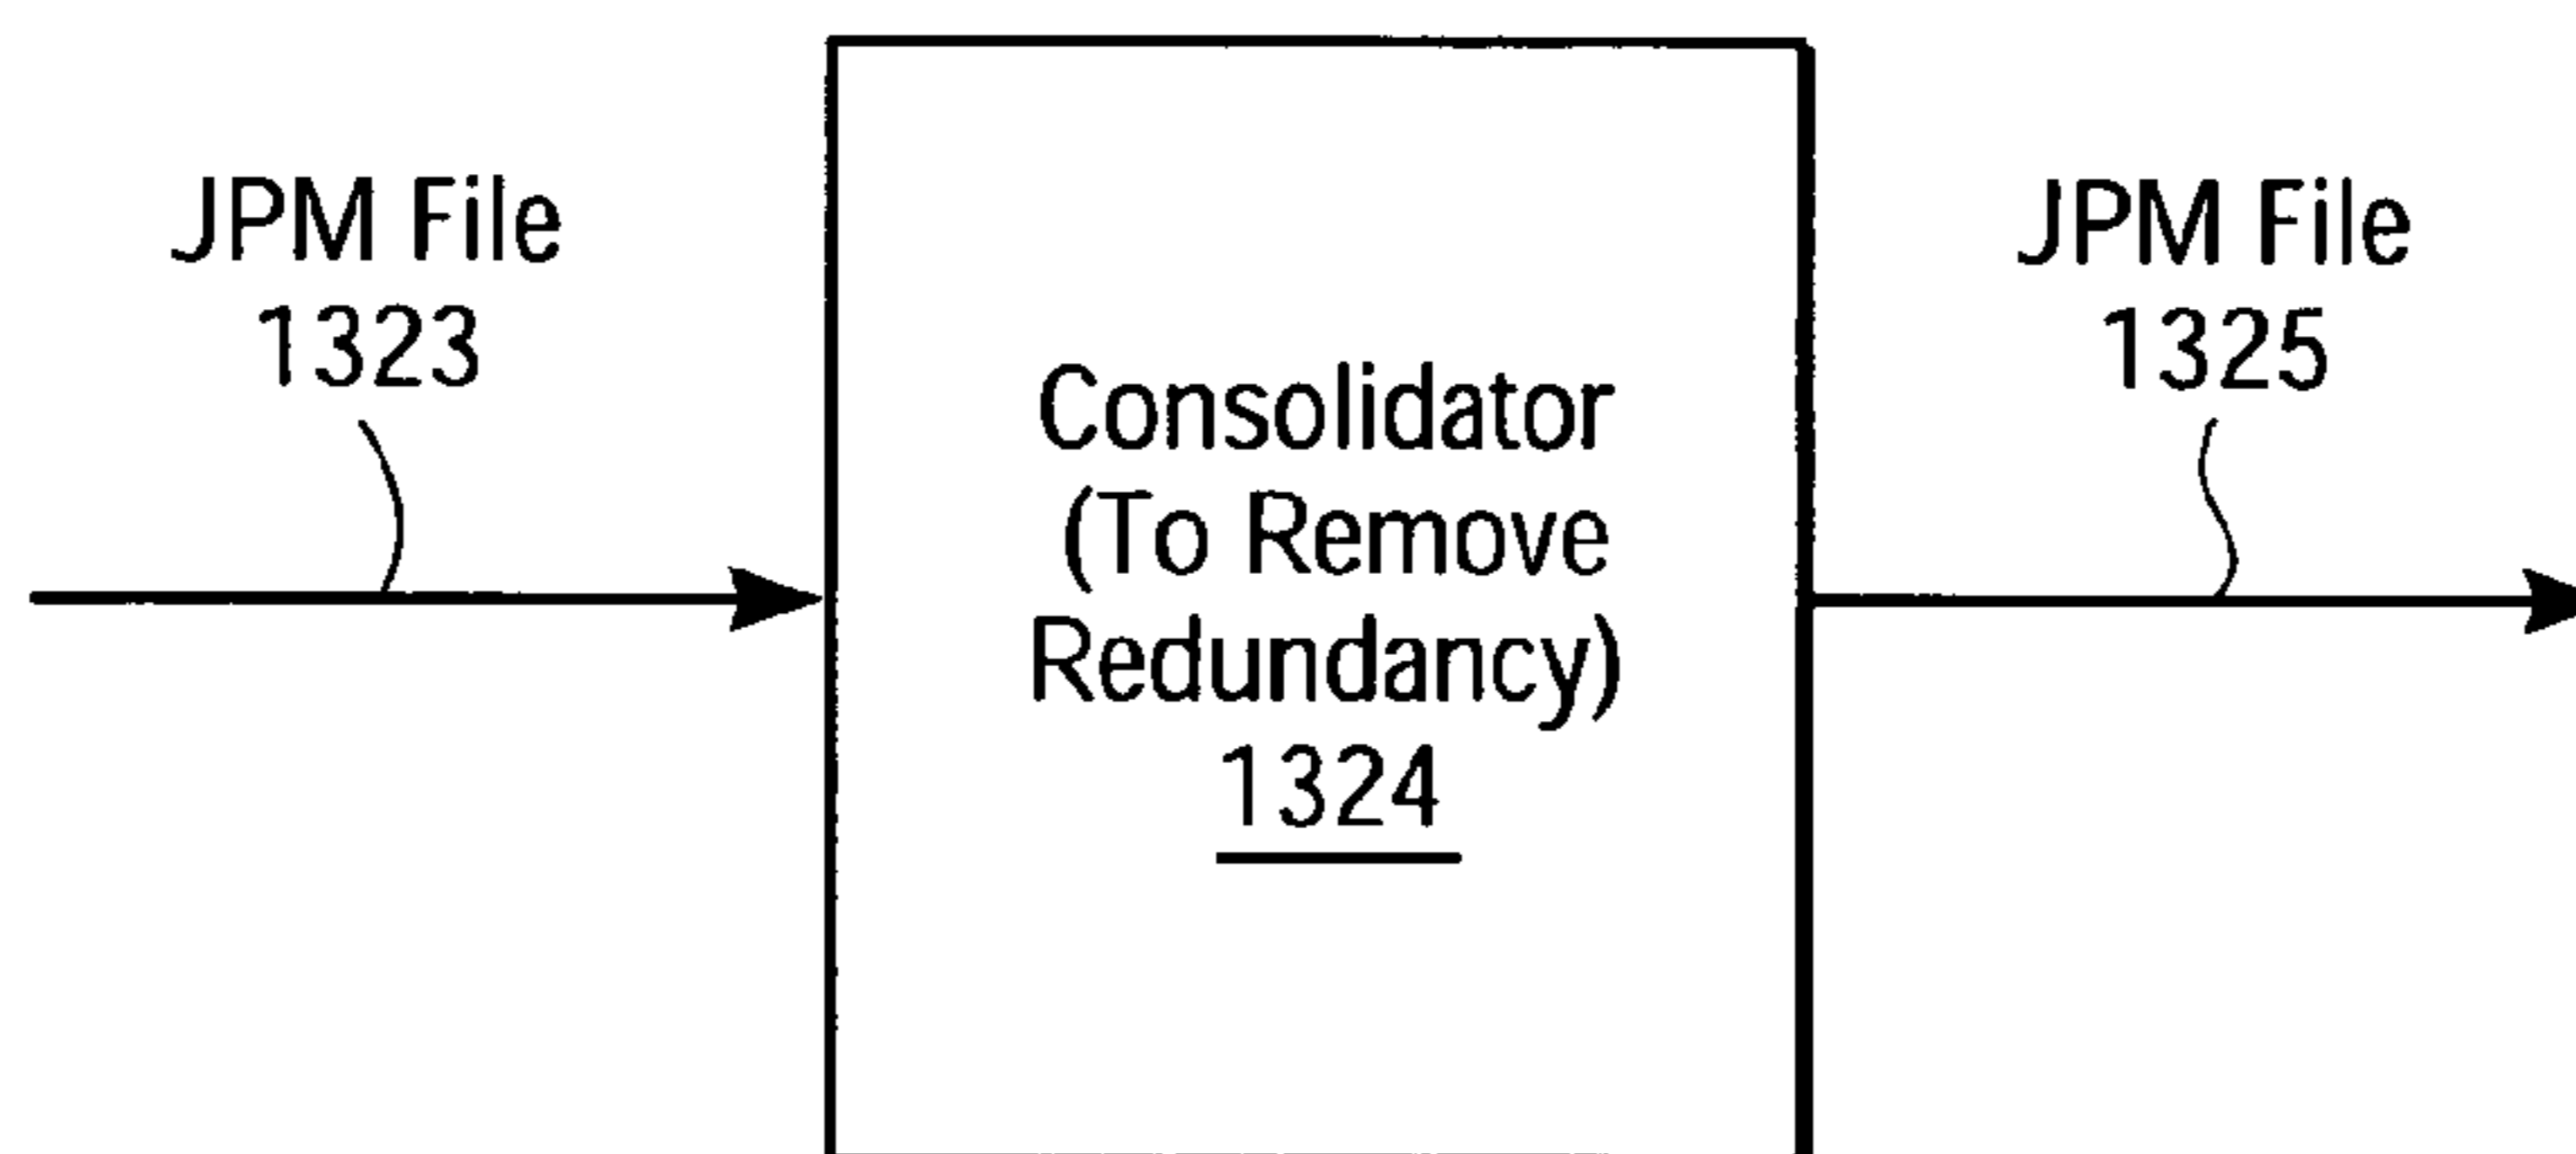 JPM File
1323
Consolidator
(To Remove
Redundancy)
1324
JPM File
1325